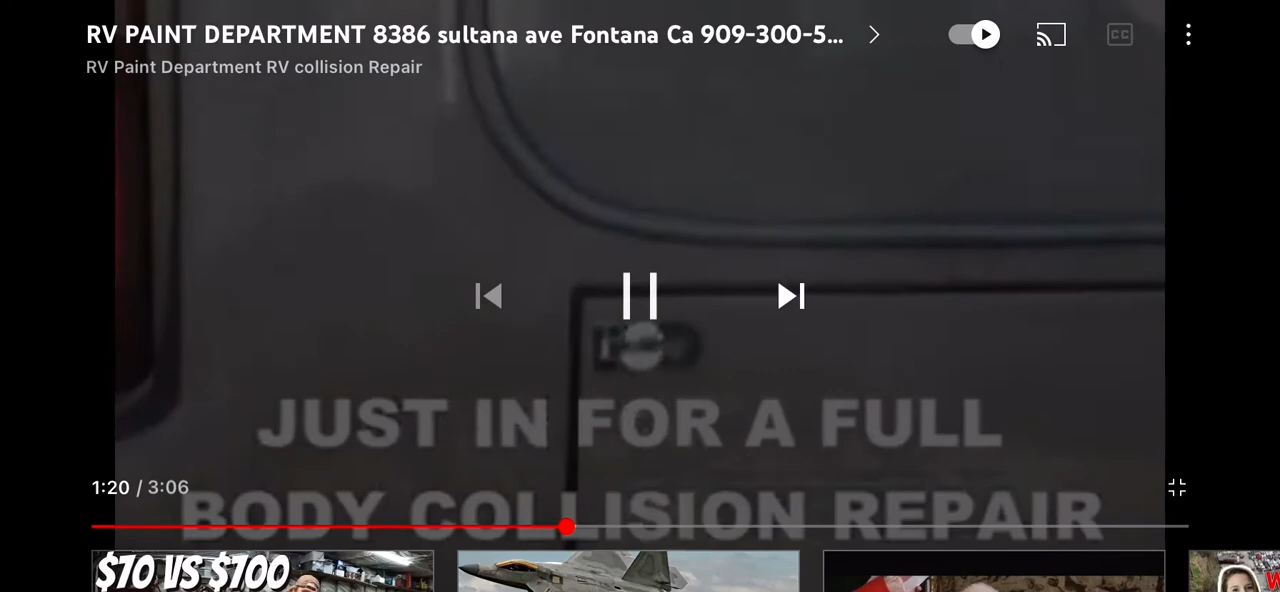 RV PAINT DEPARTMENT 8386 sultana ave Fontana Ca 909-300-5...
RV Paint Department RV collision Repair
CC
JUST IN FOR A FULL
1:20 / 3:06
BODY COLLISION REPAIR
$70 VS $700
W